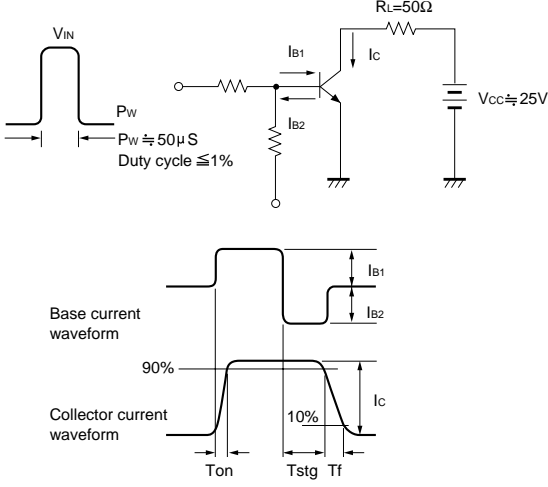 RL=50Ω
VIN
IB1
IC
PW
IB2
VCC≒25V
PW≒50μS
Duty cycle ≦1%
IB1
Base current
waveform
IB2
90%
IC
Collector current
waveform
10%
Ton
Tstg
Tf